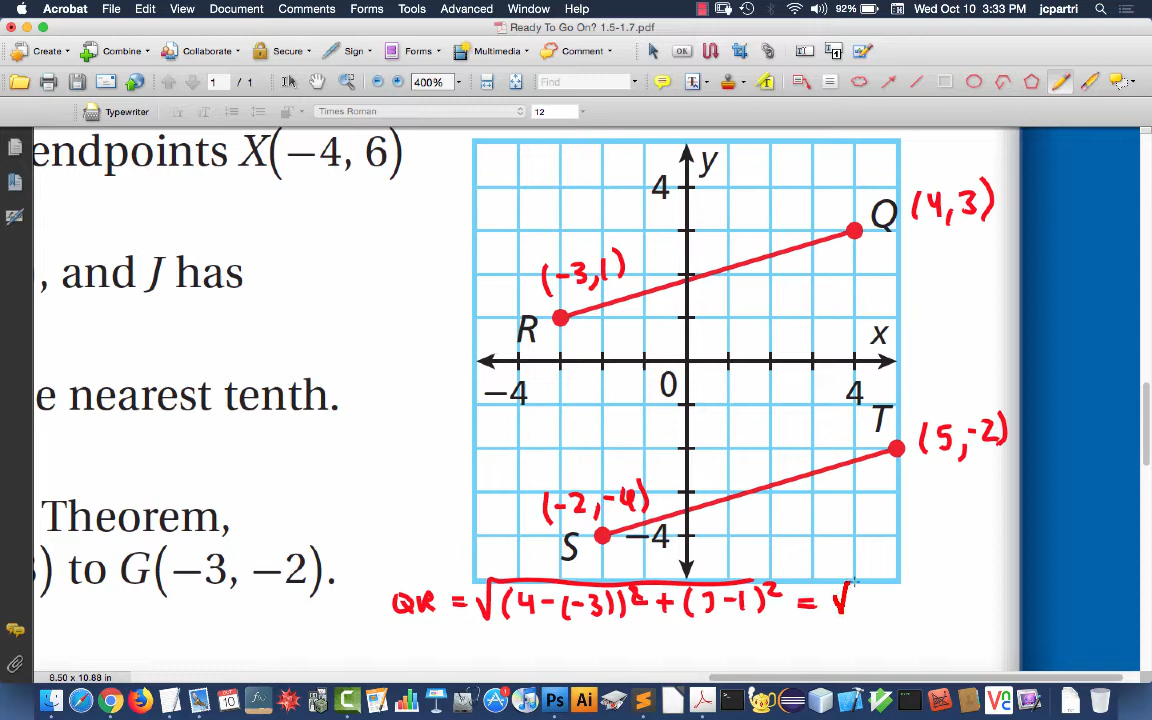 Acrobat File Edit View Window Document Comments Forms Tools Advanced Window Help 92% Wed Oct 10 3:33 PM jcpartri
Ready To Go On? 1.5-1.7.pdf
Create Combine Collaborate Secure Sign Forms Multimedia Comment OK
1 / 1 400% Find
Typewriter Times Roman 12
endpoints X(−4, 6)
, and J has
e nearest tenth.
Theorem,
) to G(−3, −2).
y
4
Q (4,3)
(-3,1)
R
x
−4 0 4
T
(5,-2)
(-2,-4)
S −4
QR = √(4-(-3))² + (3-1)² = √
8.50 x 10.88 in